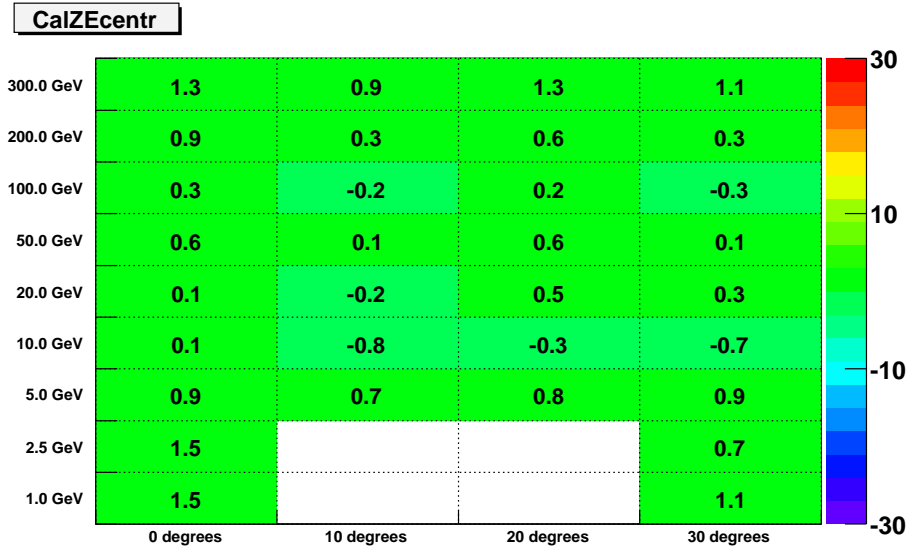 CalZEcentr
300.0 GeV 1.3 0.9 1.3 1.1
200.0 GeV 0.9 0.3 0.6 0.3
100.0 GeV 0.3 -0.2 0.2 -0.3
50.0 GeV 0.6 0.1 0.6 0.1
20.0 GeV 0.1 -0.2 0.5 0.3
10.0 GeV 0.1 -0.8 -0.3 -0.7
5.0 GeV 0.9 0.7 0.8 0.9
2.5 GeV 1.5 0.7
1.0 GeV 1.5 1.1
0 degrees 10 degrees 20 degrees 30 degrees
30
10
-10
-30